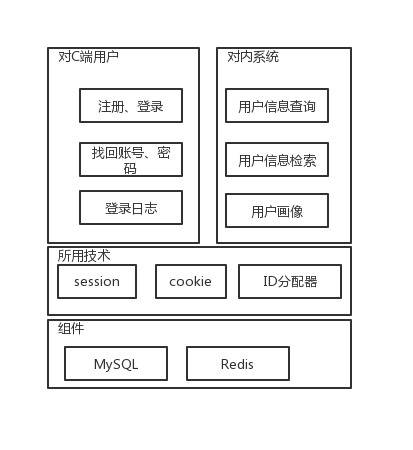 对C端用户
注册、登录
找回账号、密
码
登录日志
对内系统
用户信息查询
用户信息检索
用户画像
所用技术
session
cookie
ID分配器
组件
MySQL
Redis